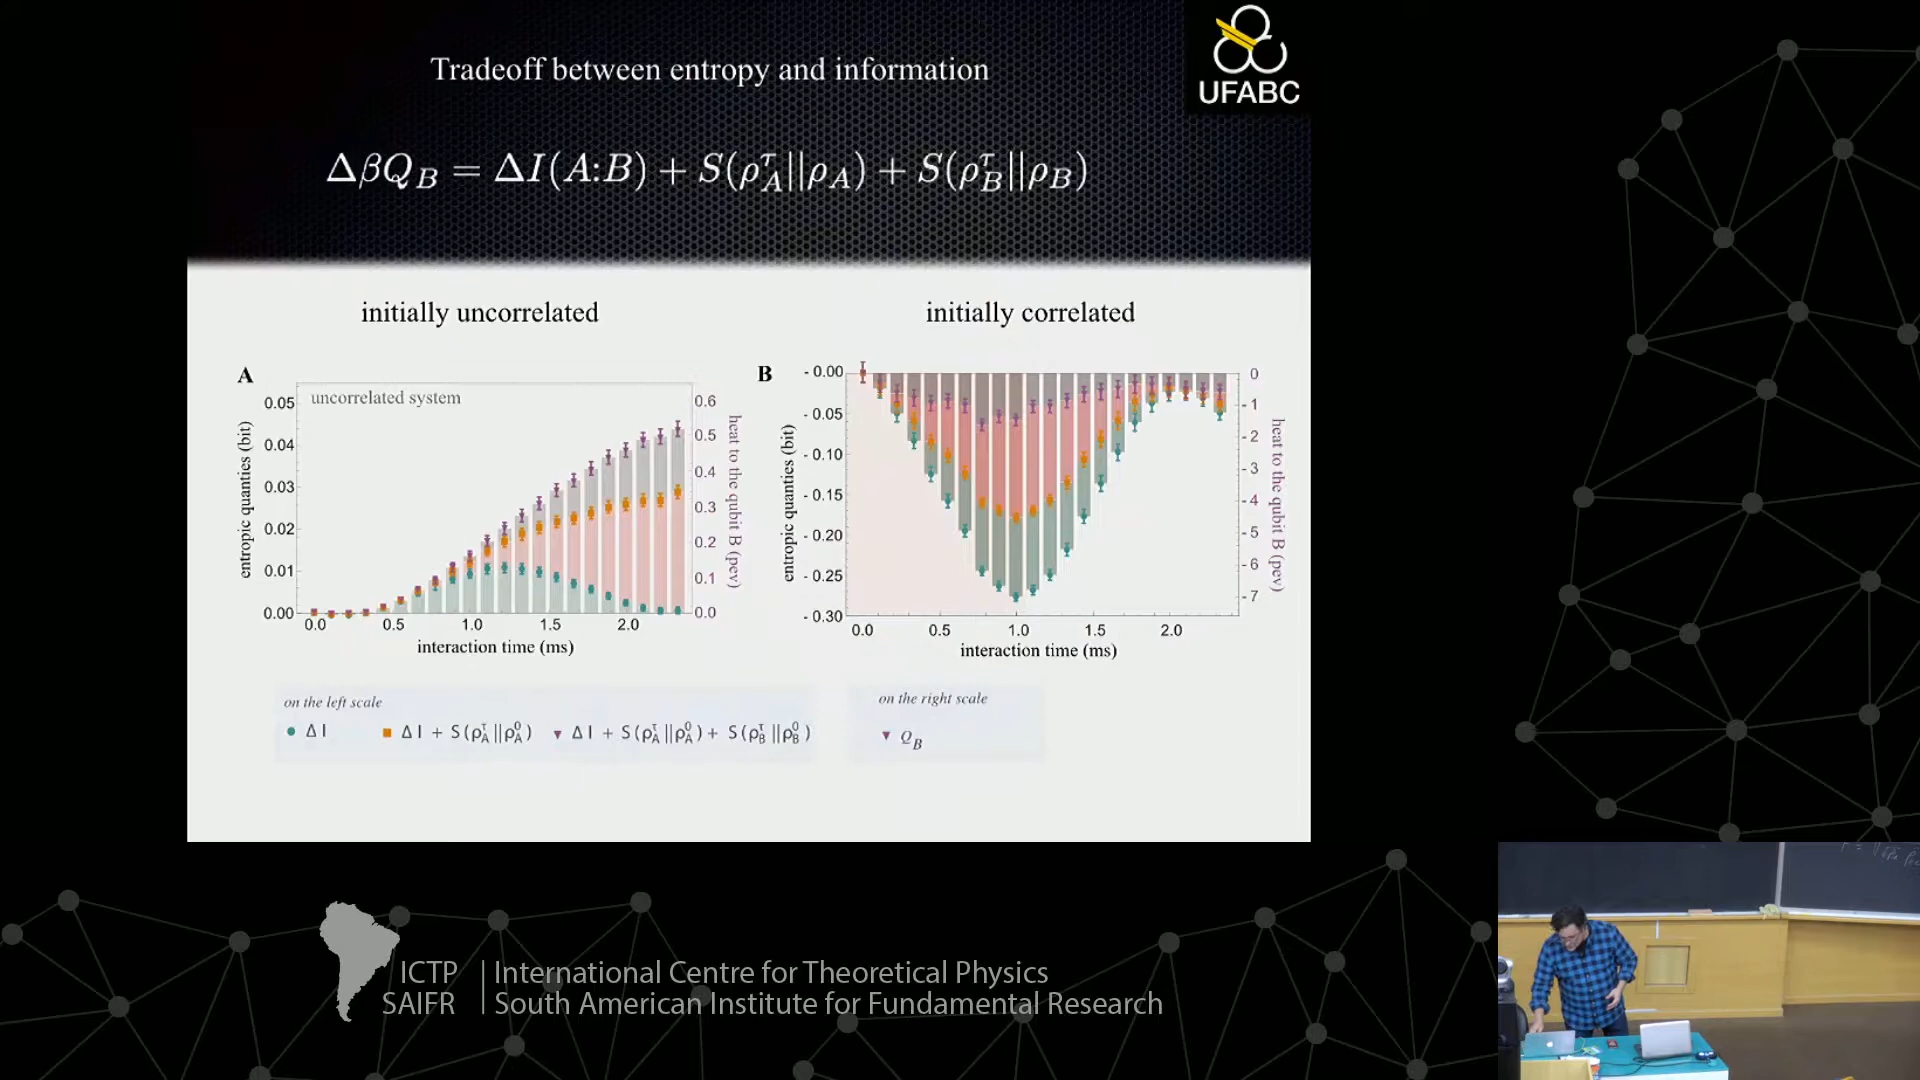 Tradeoff between entropy and information
UFABC
ΔβQ_B = ΔI(A:B) + S(ρ_A^τ||ρ_A) + S(ρ_B^τ||ρ_B)
initially uncorrelated
initially correlated
A
uncorrelated system
entropic quantities (bit)
0.05
0.04
0.03
0.02
0.01
0.00
0.6
0.5
0.4
0.3
0.2
0.1
0.0
heat to the qubit B (pev)
0.0 0.5 1.0 1.5 2.0
interaction time (ms)
B
entropic quanties (bit)
- 0.00
- 0.05
- 0.10
- 0.15
- 0.20
- 0.25
- 0.30
0
- 1
- 2
- 3
- 4
- 5
- 6
- 7
heat to the qubit B (pev)
0.0 0.5 1.0 1.5 2.0
interaction time (ms)
on the left scale
Δ I
Δ I + S(ρ_A^τ||ρ_A^0)
Δ I + S(ρ_A^τ||ρ_A^0) + S(ρ_B^τ||ρ_B^0)
on the right scale
Q_B
ICTP
SAIFR
International Centre for Theoretical Physics
South American Institute for Fundamental Research